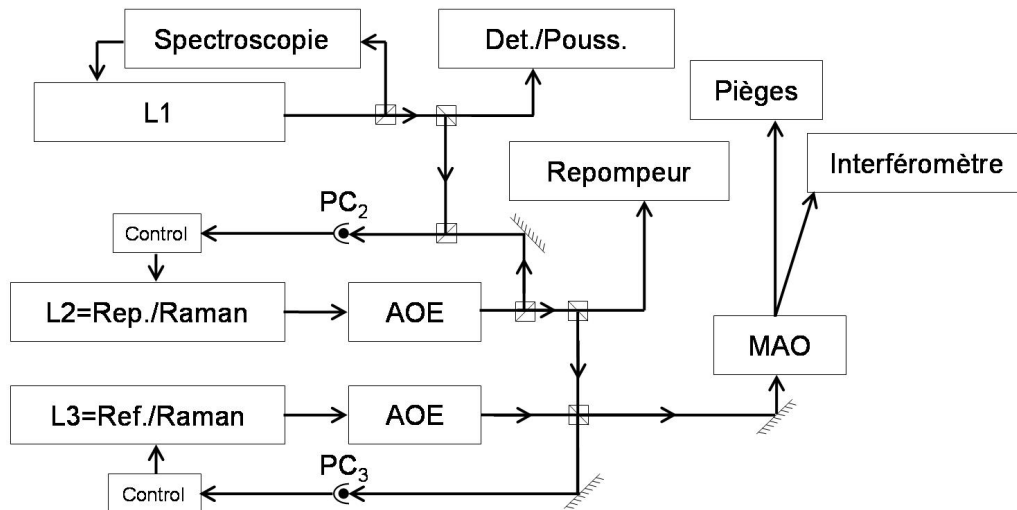 Spectroscopie
Det./Pouss.
L1
Pièges
Interféromètre
Repompeur
PC2
Control
L2=Rep./Raman
AOE
MAO
L3=Ref./Raman
AOE
PC3
Control